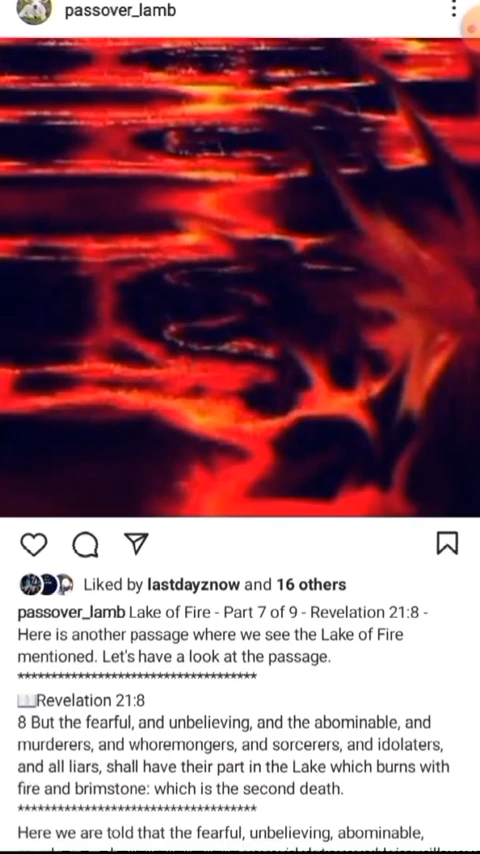 passover_lamb
Liked by lastdayznow and 16 others
passover_lamb Lake of Fire - Part 7 of 9 - Revelation 21:8 -
Here is another passage where we see the Lake of Fire
mentioned. Let's have a look at the passage.
***********************************
📖Revelation 21:8
8 But the fearful, and unbelieving, and the abominable, and
murderers, and whoremongers, and sorcerers, and idolaters,
and all liars, shall have their part in the Lake which burns with
fire and brimstone: which is the second death.
***********************************
Here we are told that the fearful, unbelieving, abominable,